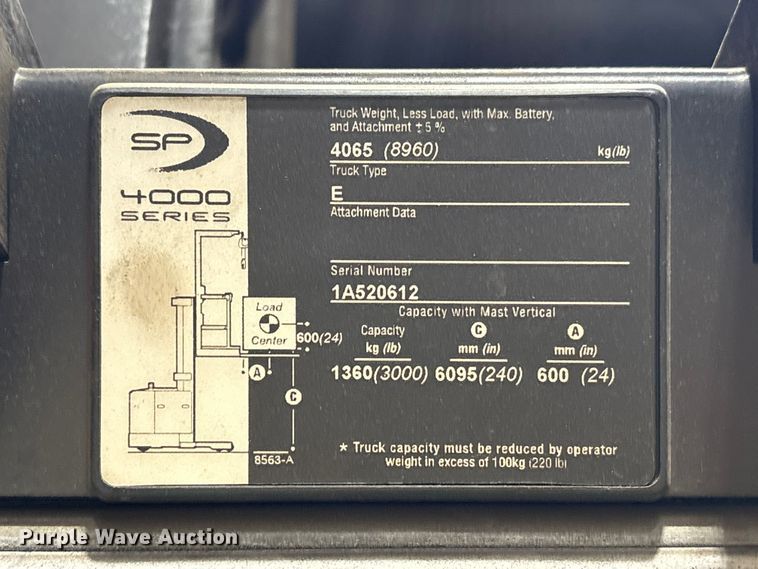 SP
4000
SERIES
Truck Weight, Less Load, with Max. Battery,
and Attachment ± 5 %
4065 (8960) kg(lb)
Truck Type
E
Attachment Data
Serial Number
1A520612
Capacity with Mast Vertical
Capacity C A
kg (lb) mm (in) mm (in)
1360(3000) 6095(240) 600 (24)
* Truck capacity must be reduced by operator
weight in excess of 100kg (220 lb)
Load
Center
600(24)
A
C
8563-A
Purple Wave Auction